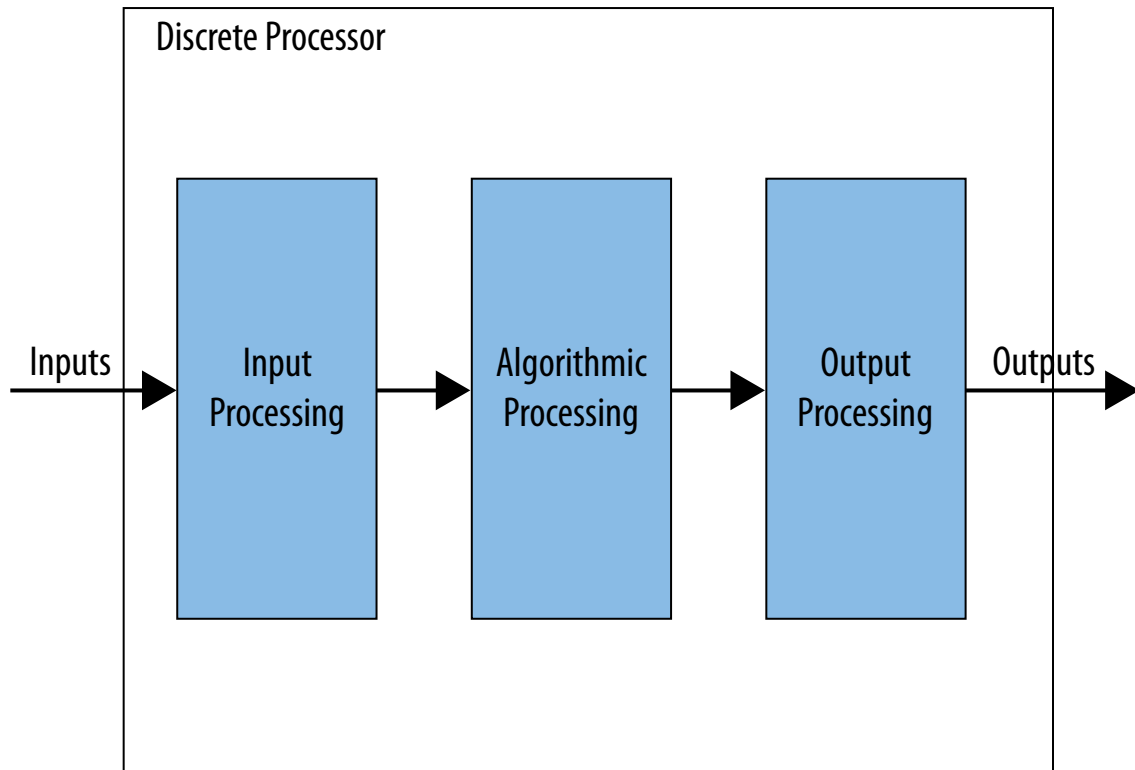 Discrete Processor
Inputs
Input
Processing
Algorithmic
Processing
Output
Processing
Outputs